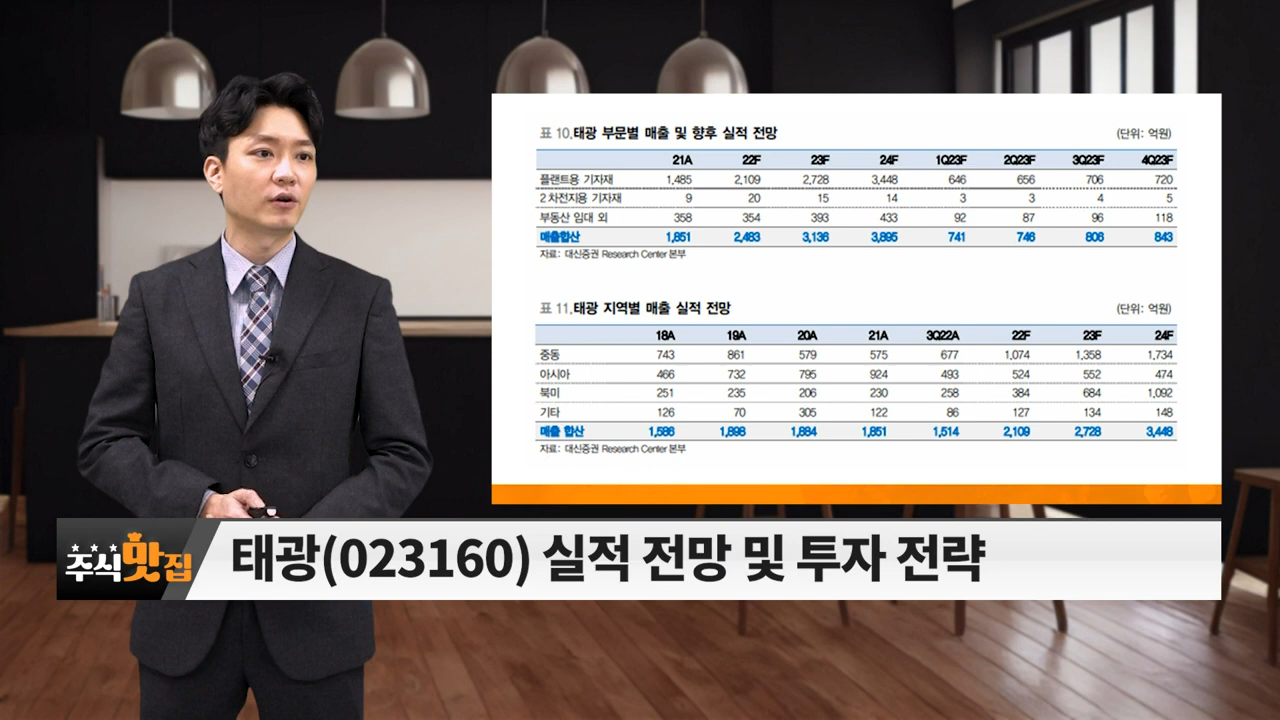 표 10. 태광 부문별 매출 및 향후 실적 전망 (단위: 억원)
21A 22F 23F 24F 1Q23F 2Q23F 3Q23F 4Q23F
플랜트용 기자재 1,485 2,109 2,728 3,448 646 656 706 720
2차전지용 기자재 9 20 15 14 3 3 4 5
부동산 임대 외 358 354 393 433 92 87 96 118
매출합산 1,851 2,483 3,136 3,895 741 746 806 843
자료: 대신증권 Research Center 본부
표 11. 태광 지역별 매출 실적 전망 (단위: 억원)
18A 19A 20A 21A 3Q22A 22F 23F 24F
중동 743 861 579 575 677 1,074 1,358 1,734
아시아 466 732 795 924 493 524 552 474
북미 251 235 206 230 258 384 684 1,092
기타 126 70 305 122 86 127 134 148
매출 합산 1,586 1,898 1,884 1,851 1,514 2,109 2,728 3,448
자료: 대신증권 Research Center 본부
주식맛집
태광(023160) 실적 전망 및 투자 전략